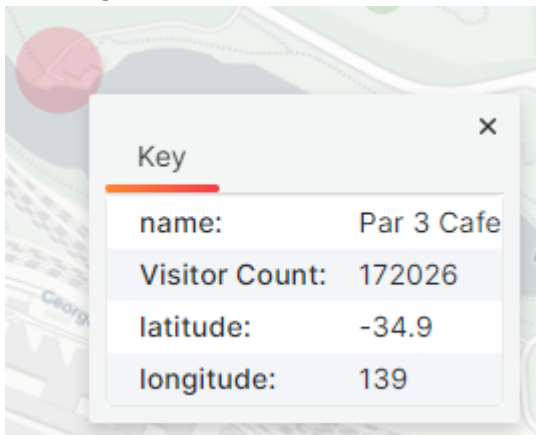 Key
name: Par 3 Cafe
Visitor Count: 172026
latitude: -34.9
longitude: 139